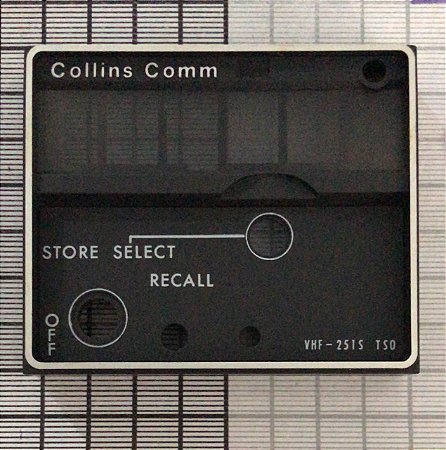 Collins Comm
STORE SELECT
RECALL
OFF
VHF-251S TSO